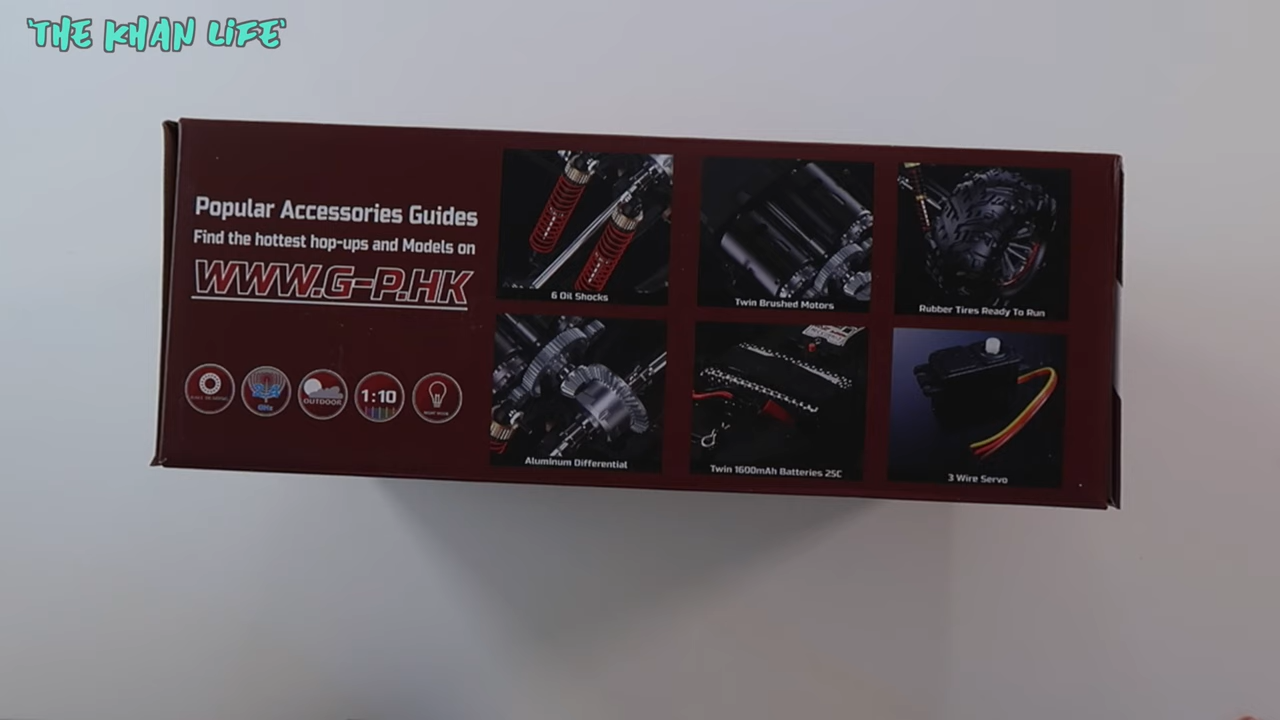 'THE KHAN LIFE'
Popular Accessories Guides
Find the hottest hop-ups and Models on
WWW.G-P.HK
OUTDOOR
1:10
6 Oil Shocks
Twin Brushed Motors
Rubber Tires Ready To Run
Aluminum Differential
Twin 1600mAh Batteries 25C
3 Wire Servo